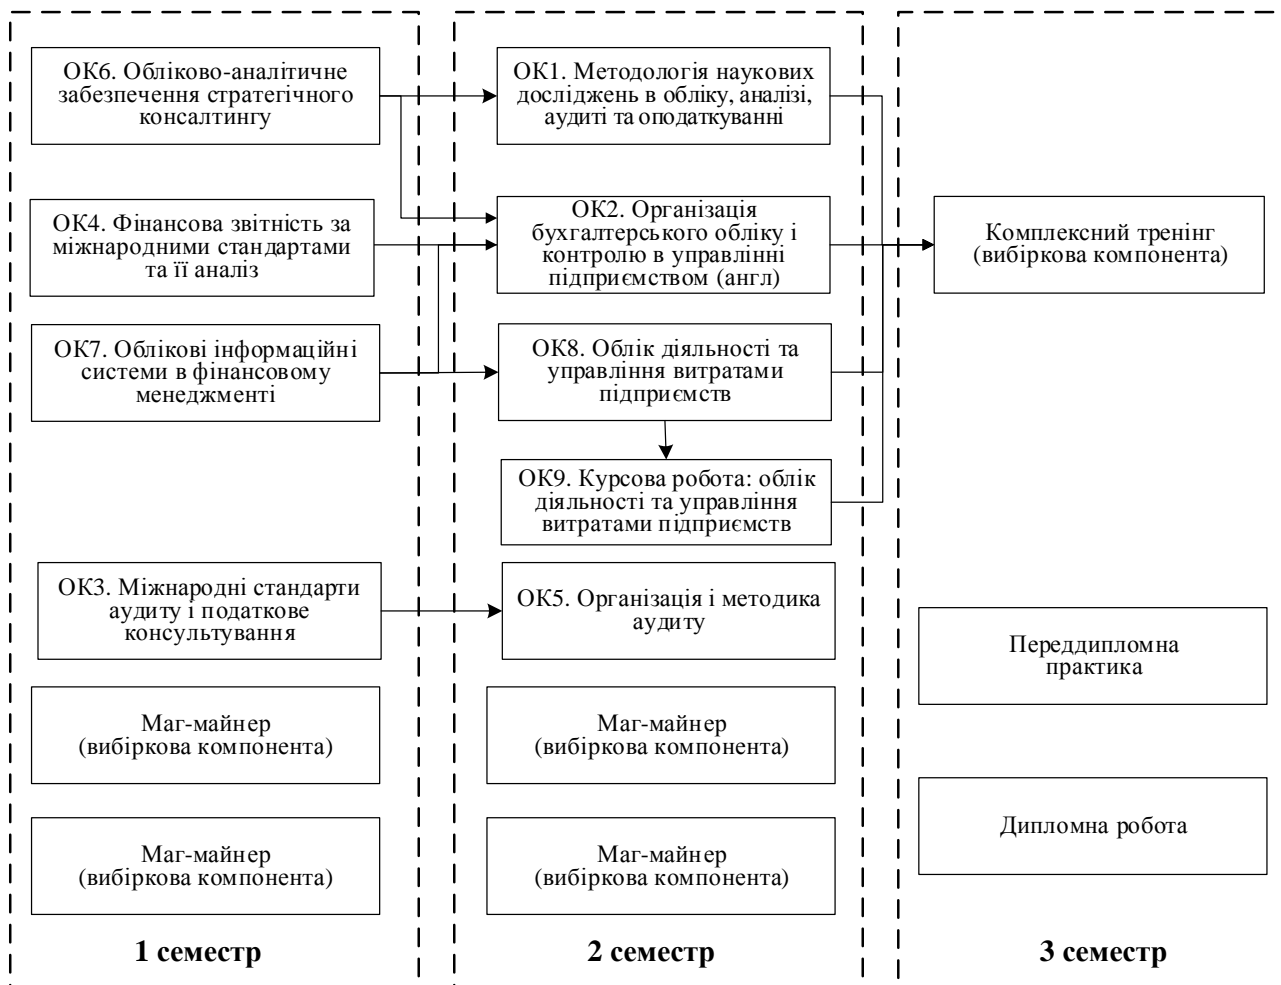 ОК6. Обліково-аналітичне
забезпечення стратегічного
консалтингу
ОК4. Фінансова звітність за
міжнародними стандартами
та її аналіз
ОК7. Облікові інформаційні
системи в фінансовому
менеджменті
ОК3. Міжнародні стандарти
аудиту і податкове
консультування
Маг-майнер
(вибіркова компонента)
Маг-майнер
(вибіркова компонента)
1 семестр
ОК1. Методологія наукових
досліджень в обліку, аналізі,
аудиті та оподаткуванні
ОК2. Організація
бухгалтерського обліку і
контролю в управлінні
підприємством (англ)
ОК8. Облік діяльності та
управління витратами
підприємств
ОК9. Курсова робота: облік
діяльності та управління
витратами підприємств
ОК5. Організація і методика
аудиту
Маг-майнер
(вибіркова компонента)
Маг-майнер
(вибіркова компонента)
2 семестр
Комплексний тренінг
(вибіркова компонента)
Переддипломна
практика
Дипломна робота
3 семестр